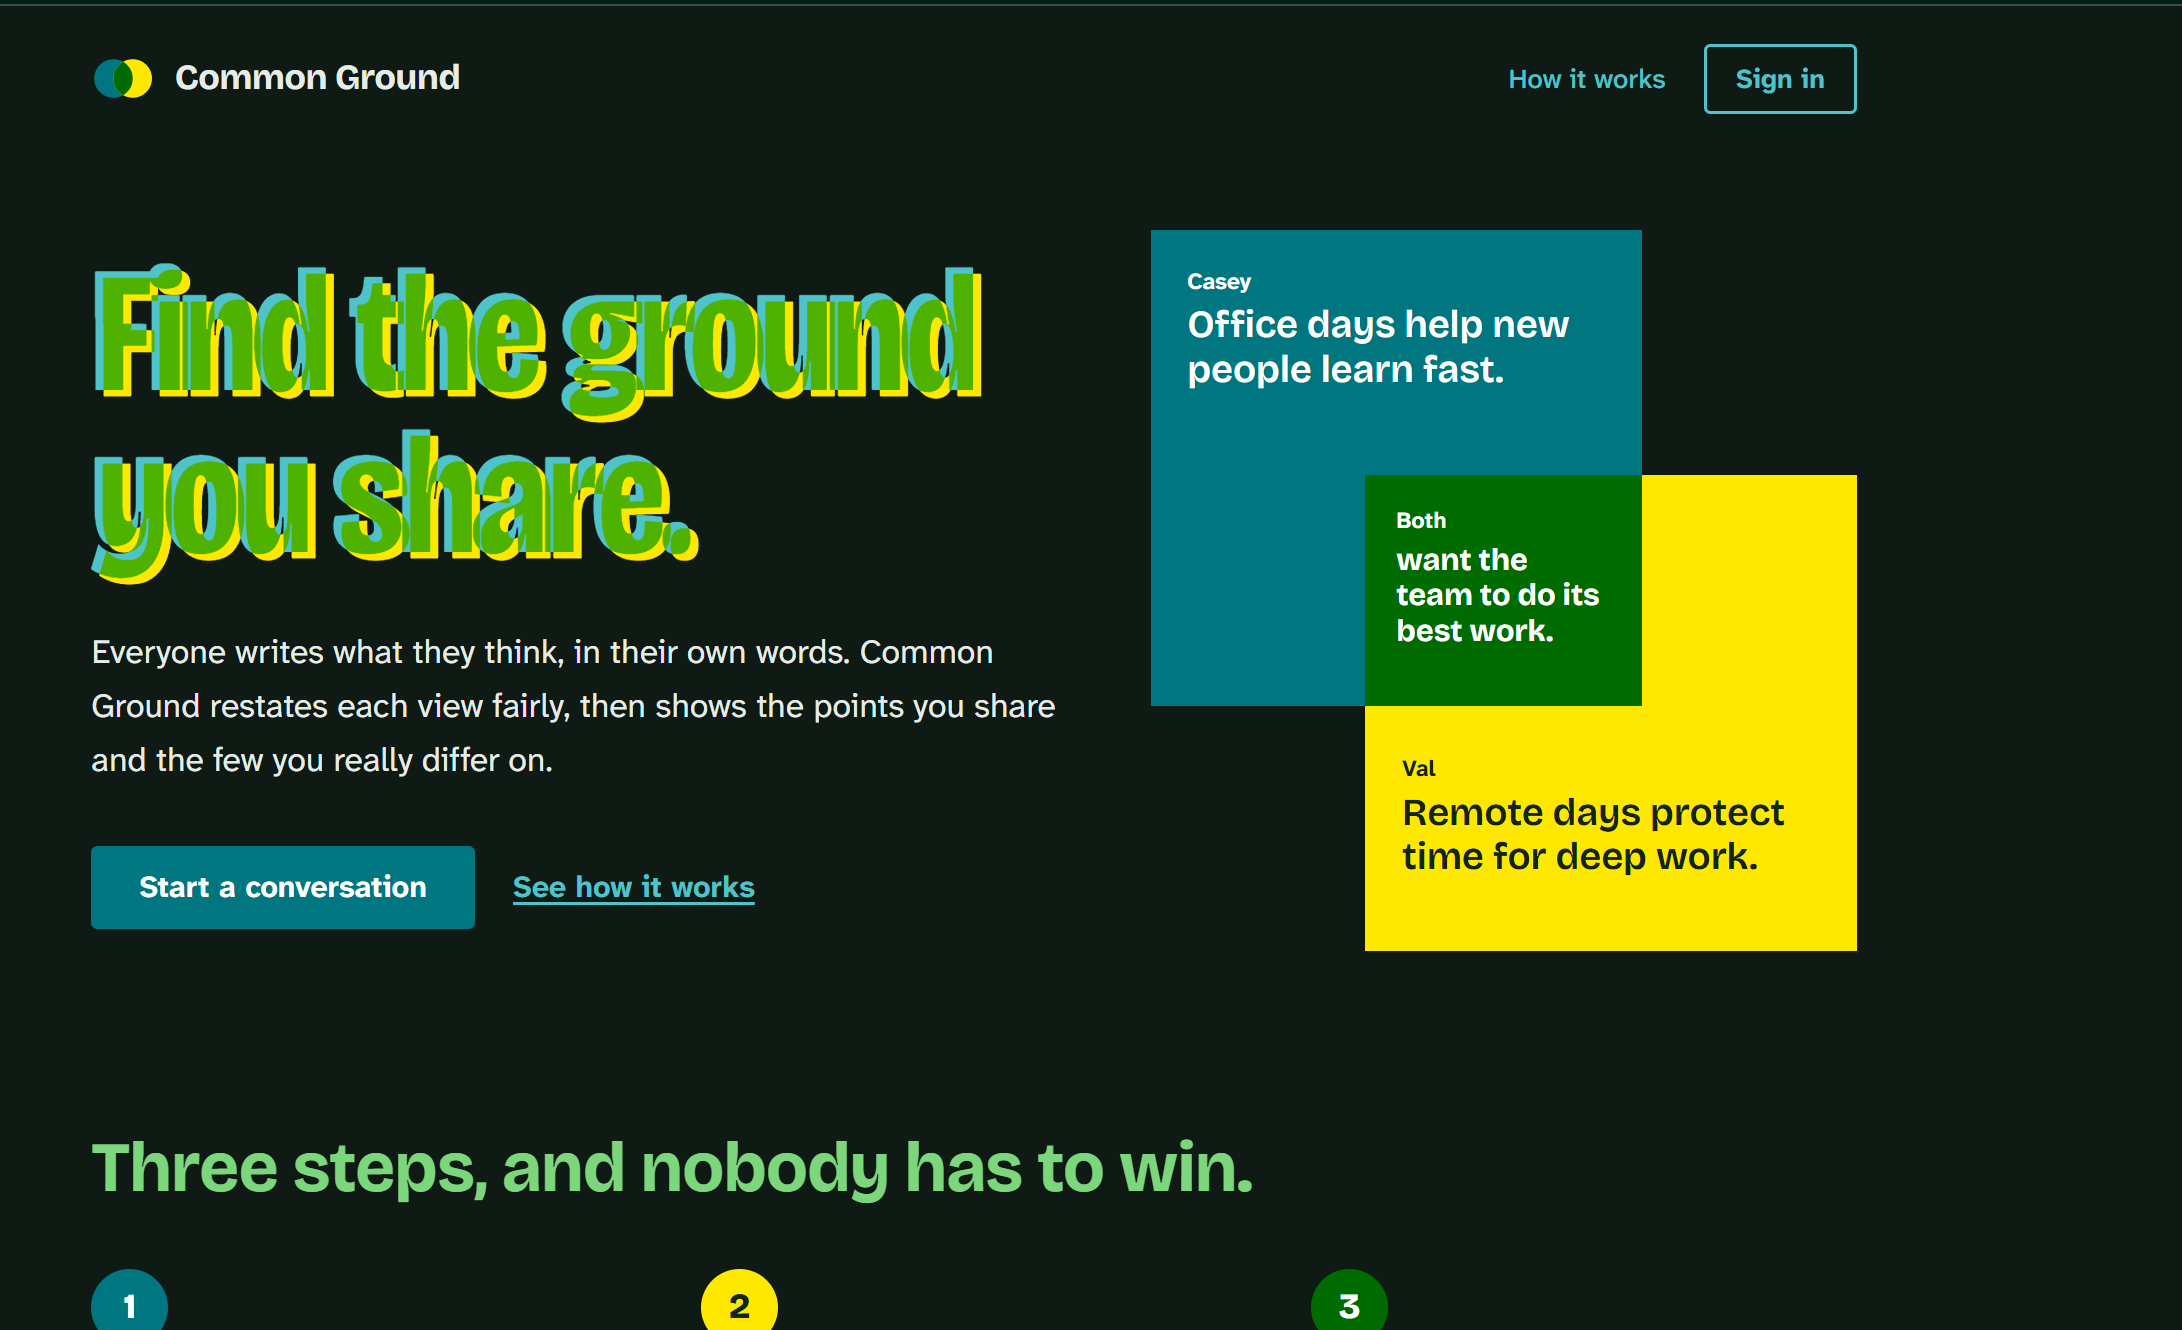 Common Ground
How it works
Sign in
Find the ground
you share.
Everyone writes what they think, in their own words. Common
Ground restates each view fairly, then shows the points you share
and the few you really differ on.
Start a conversation
See how it works
Casey
Office days help new
people learn fast.
Both
want the
team to do its
best work.
Val
Remote days protect
time for deep work.
Three steps, and nobody has to win.
1
2
3